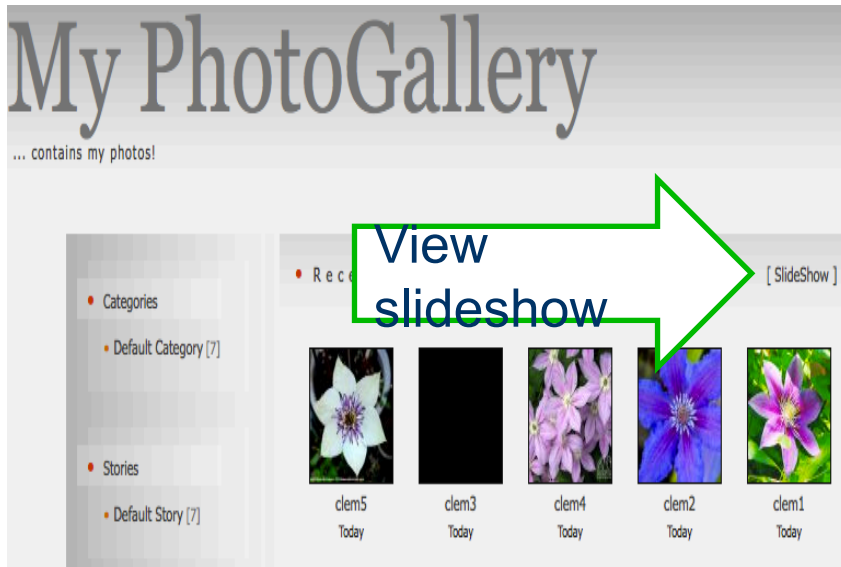 My PhotoGallery
... contains my photos!
View
slideshow
[ SlideShow ]
Categories
Default Category [7]
Stories
Default Story [7]
clem5 clem3 clem4 clem2 clem1
Today Today Today Today Today